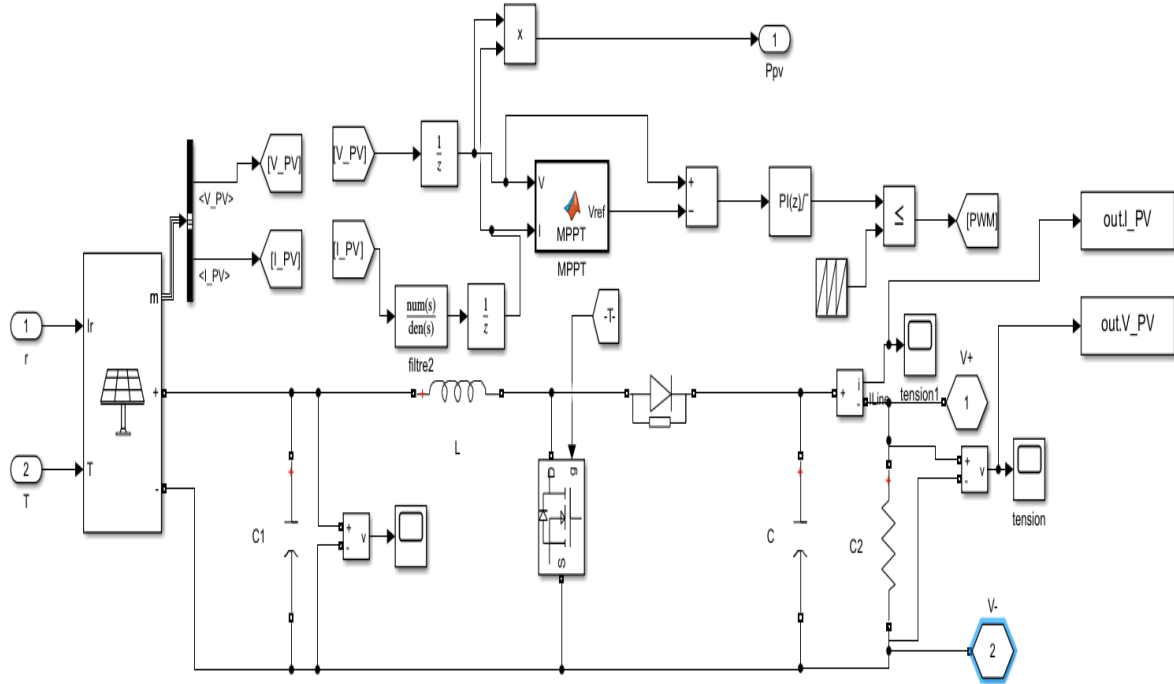 x
1
Ppv
[V_PV]
<V_PV>
[I_PV]
<I_PV>
[V_PV]
1
z
[I_PV]
num(s)
den(s)
filtre2
1
z
V
I
Vref
MPPT
MPPT
+
−
PI(z)
≤
[PWM]
out.I_PV
out.V_PV
-T-
1
r
2
T
Ir
T
m
+
-
C1
+
+
-
v
+
L
D
g
S
C
+
+
-
i
ILine
tension1
V+
1
C2
+
+
-
v
tension
V-
2